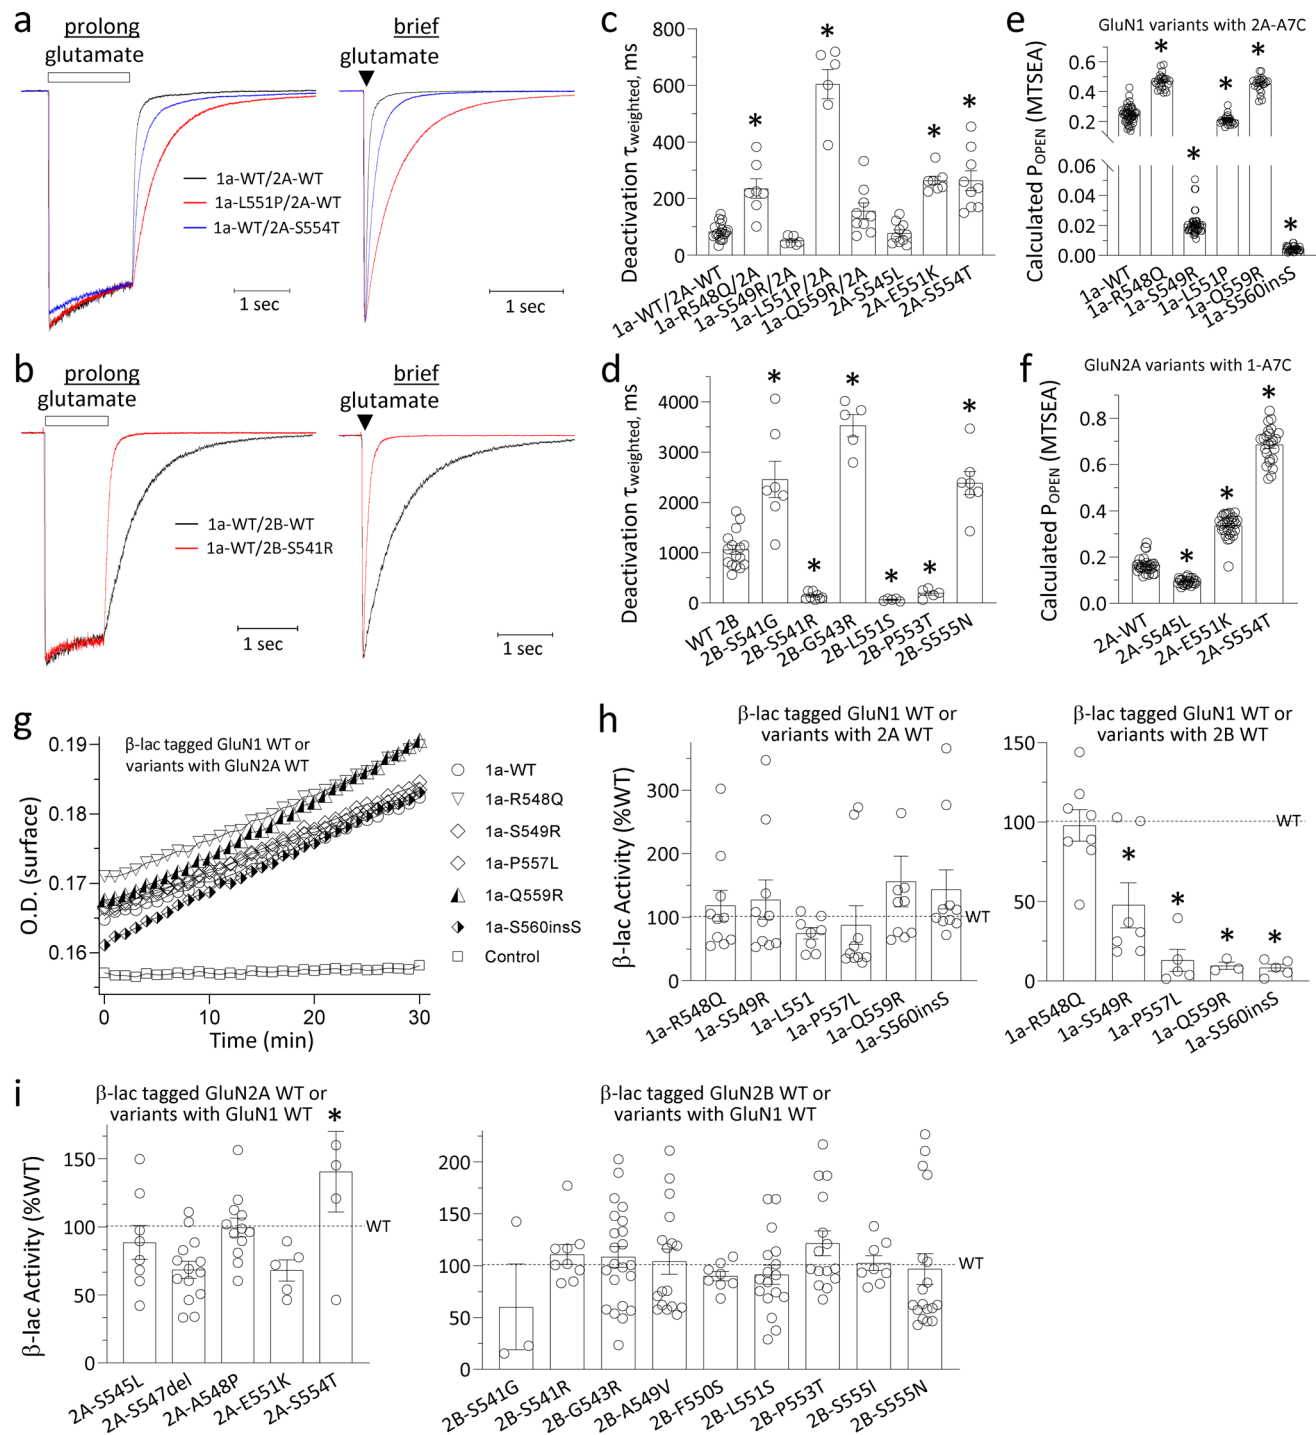 a
prolong
glutamate
brief
glutamate
1a-WT/2A-WT
1a-L551P/2A-WT
1a-WT/2A-S554T
1 sec
1 sec
b
prolong
glutamate
brief
glutamate
1a-WT/2B-WT
1a-WT/2B-S541R
1 sec
1 sec
c
Deactivation τweighted, ms
800
600
400
200
0
*
*
*
*
1a-WT/2A-WT
1a-R548Q/2A
1a-S549R/2A
1a-L551P/2A
1a-Q559R/2A
2A-S545L
2A-E551K
2A-S554T
d
Deactivation τweighted, ms
4000
3000
2000
1000
0
*
*
*
*
*
*
WT 2B
2B-S541G
2B-S541R
2B-G543R
2B-L551S
2B-P553T
2B-S555N
e
GluN1 variants with 2A-A7C
Calculated POPEN (MTSEA)
0.6
0.4
0.2
0.06
0.04
0.02
0.00
*
*
*
*
*
1a-WT
1a-R548Q
1a-S549R
1a-L551P
1a-Q559R
1a-S560insS
f
GluN2A variants with 1-A7C
Calculated POPEN (MTSEA)
0.8
0.6
0.4
0.2
0.0
*
*
*
2A-WT
2A-S545L
2A-E551K
2A-S554T
g
β-lac tagged GluN1 WT or
variants with GluN2A WT
O.D. (surface)
0.19
0.18
0.17
0.16
0
10
20
30
Time (min)
1a-WT
1a-R548Q
1a-S549R
1a-P557L
1a-Q559R
1a-S560insS
Control
h
β-lac tagged GluN1 WT or
variants with 2A WT
β-lac Activity (%WT)
300
200
100
0
WT
1a-R548Q
1a-S549R
1a-L551
1a-P557L
1a-Q559R
1a-S560insS
β-lac tagged GluN1 WT or
variants with 2B WT
150
100
50
0
WT
*
*
*
*
1a-R548Q
1a-S549R
1a-P557L
1a-Q559R
1a-S560insS
i
β-lac tagged GluN2A WT or
variants with GluN1 WT
*
β-lac Activity (%WT)
150
100
50
0
WT
2A-S545L
2A-S547del
2A-A548P
2A-E551K
2A-S554T
β-lac tagged GluN2B WT or
variants with GluN1 WT
200
150
100
50
0
WT
2B-S541G
2B-S541R
2B-G543R
2B-A549V
2B-F550S
2B-L551S
2B-P553T
2B-S555I
2B-S555N